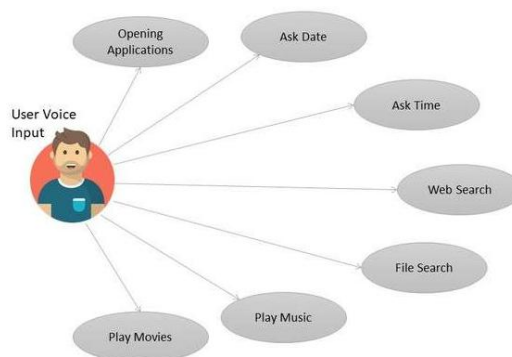 Opening
Applications
Ask Date
User Voice
Input
Ask Time
Web Search
File Search
Play Music
Play Movies